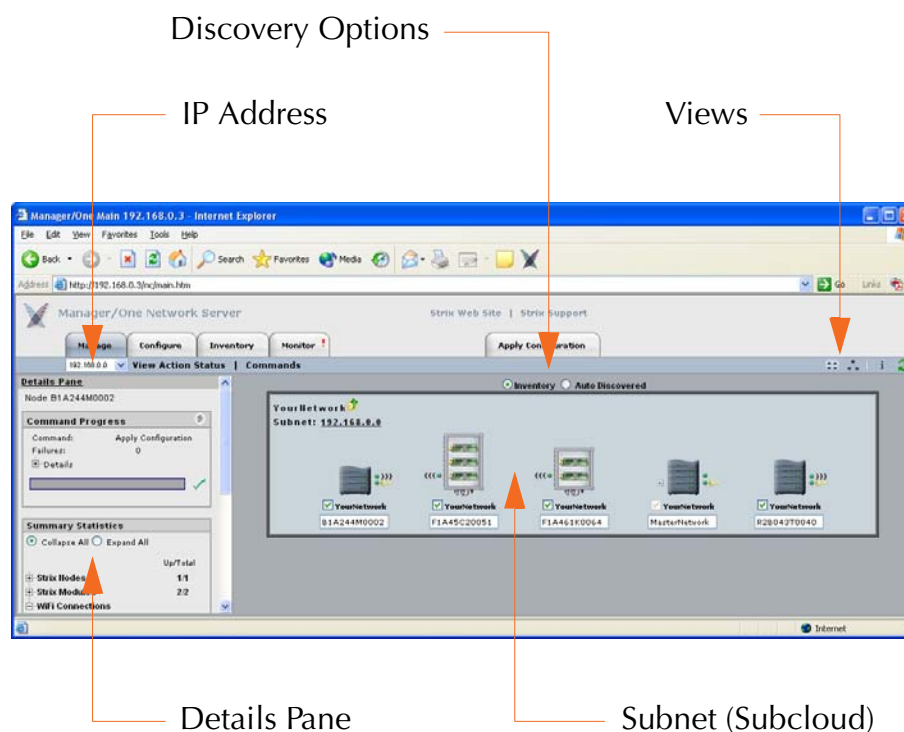 Discovery Options
IP Address
Views
Manager/One Main 192.168.0.3 - Internet Explorer
File Edit View Favorites Tools Help
Back Search Favorites Media
Address http://192.168.0.3/nc/main.htm Go Links
Manager/One Network Server Strix Web Site | Strix Support
Manage Configure Inventory Monitor ! Apply Configuration
192.168.0.0 View Action Status | Commands i
Details Pane
Inventory Auto Discovered
Node B1A244M0002
YourNetwork
Subnet: 192.168.0.0
Command Progress
Command: Apply Configuration
Failures: 0
Details
YourNetwork YourNetwork YourNetwork YourNetwork YourNetwork
B1A244M0002 F1A45C20051 F1A461K0064 MasterNetwork R2B043T0040
Summary Statistics
Collapse All Expand All
Up/Total
Strix Nodes 1/1
Strix Modules 2/2
WiFi Connections
Internet
Details Pane
Subnet (Subcloud)